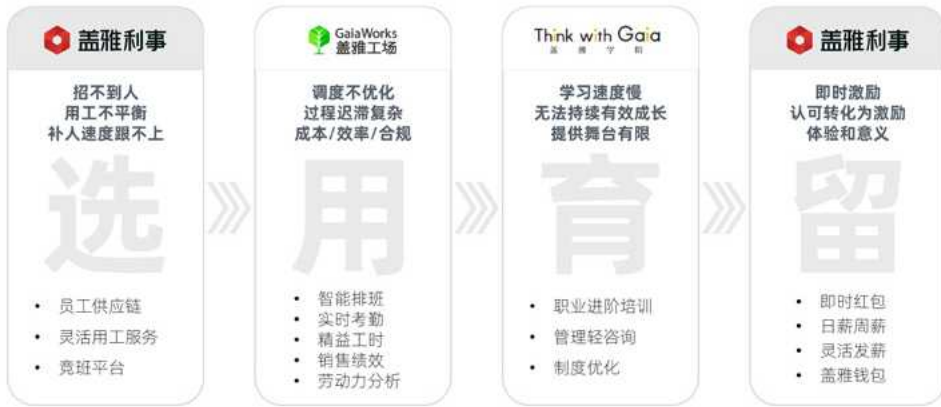 盖雅利事
招不到人
用工不平衡
补人速度跟不上
选
• 员工供应链
• 灵活用工服务
• 竞班平台
GaiaWorks
盖雅工场
调度不优化
过程迟滞复杂
成本/效率/合规
用
• 智能排班
• 实时考勤
• 精益工时
• 销售绩效
• 劳动力分析
Think with Gaia
盖雅学院
学习速度慢
无法持续有效成长
提供舞台有限
育
• 职业进阶培训
• 管理轻咨询
• 制度优化
盖雅利事
即时激励
认可转化为激励
体验和意义
留
• 即时红包
• 日薪周薪
• 灵活发薪
• 盖雅钱包